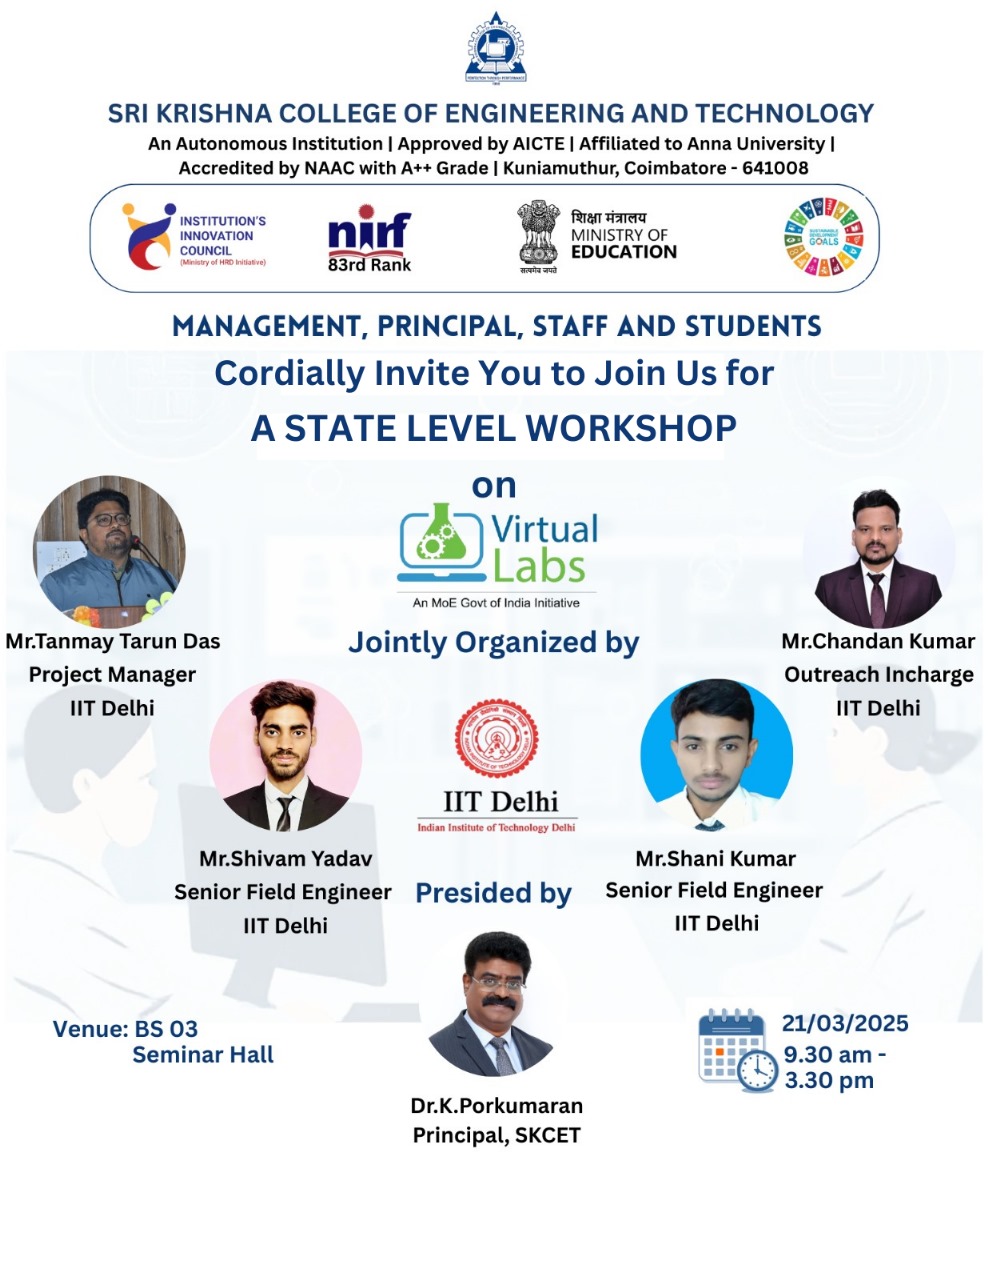 SRI KRISHNA COLLEGE OF ENGINEERING AND TECHNOLOGY
An Autonomous Institution | Approved by AICTE | Affiliated to Anna University |
Accredited by NAAC with A++ Grade | Kuniamuthur, Coimbatore - 641008
INSTITUTION'S
INNOVATION
COUNCIL
(Ministry of HRD Initiative)
nirf
83rd Rank
सत्यमेव जयते
शिक्षा मंत्रालय
MINISTRY OF
EDUCATION
SUSTAINABLE
DEVELOPMENT
GOALS
MANAGEMENT, PRINCIPAL, STAFF AND STUDENTS
Cordially Invite You to Join Us for
A STATE LEVEL WORKSHOP
on
Virtual
Labs
An MoE Govt of India Initiative
Mr.Tanmay Tarun Das
Project Manager
IIT Delhi
Jointly Organized by
Mr.Chandan Kumar
Outreach Incharge
IIT Delhi
IIT Delhi
Indian Institute of Technology Delhi
Mr.Shivam Yadav
Senior Field Engineer
IIT Delhi
Mr.Shani Kumar
Senior Field Engineer
IIT Delhi
Presided by
Dr.K.Porkumaran
Principal, SKCET
Venue: BS 03
Seminar Hall
21/03/2025
9.30 am -
3.30 pm